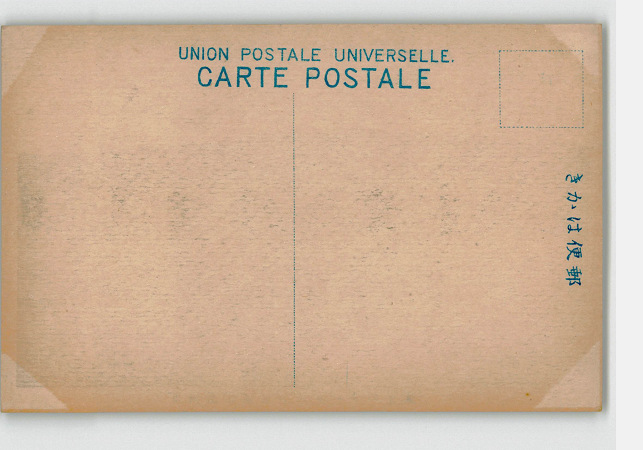 UNION POSTALE UNIVERSELLE.
CARTE POSTALE
きかは便郵